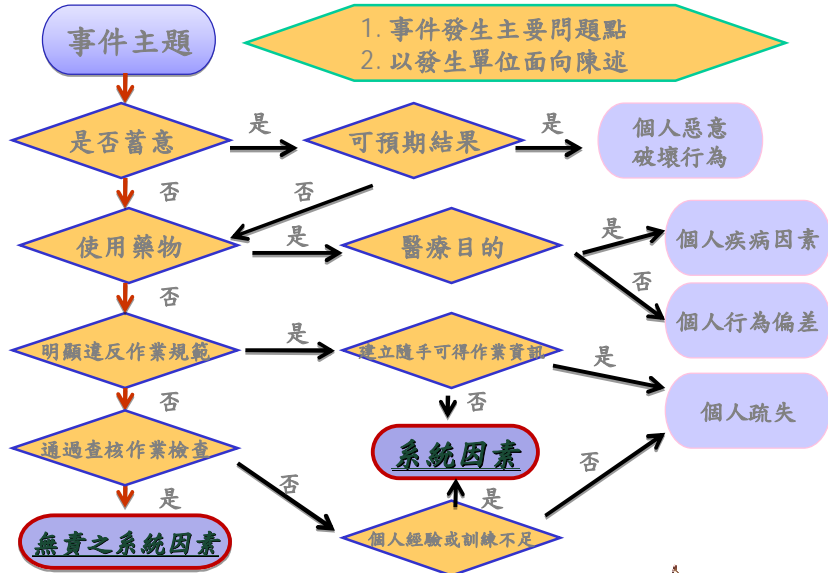 事件主題
1. 事件發生主要問題點
2. 以發生單位面向陳述
是否蓄意
是
可預期結果
是
個人惡意
破壞行為
否
否
使用藥物
是
醫療目的
是
個人疾病因素
否
個人行為偏差
否
明顯違反作業規範
是
建立隨手可得作業資訊
是
個人疏失
否
否
通過查核作業檢查
系統因素
是
否
是
否
無責之系統因素
個人經驗或訓練不足